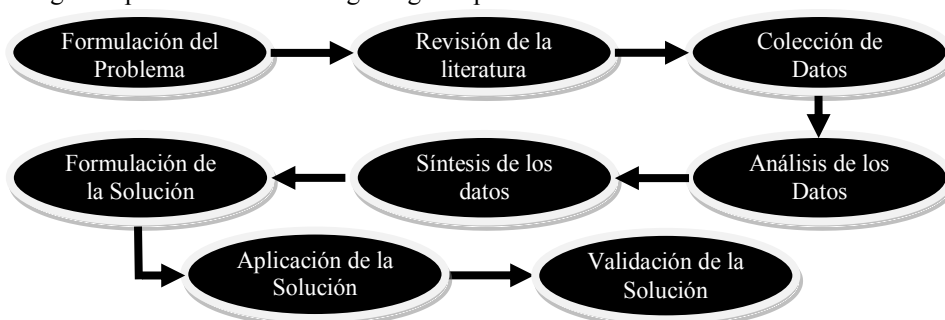 Formulación del
Problema
Revisión de la
literatura
Colección de
Datos
Análisis de los
Datos
Síntesis de los
datos
Formulación de
la Solución
Aplicación de la
Solución
Validación de la
Solución